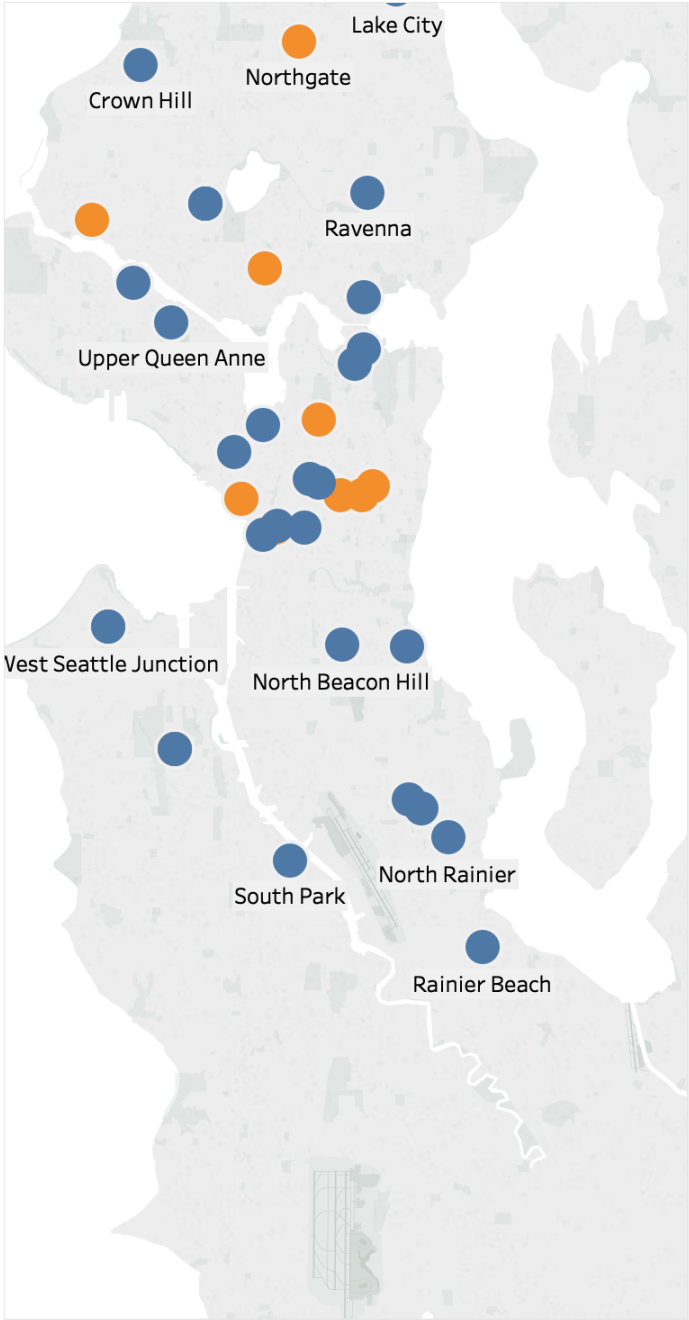 Lake City
Northgate
Crown Hill
Ravenna
Upper Queen Anne
West Seattle Junction
North Beacon Hill
North Rainier
South Park
Rainier Beach